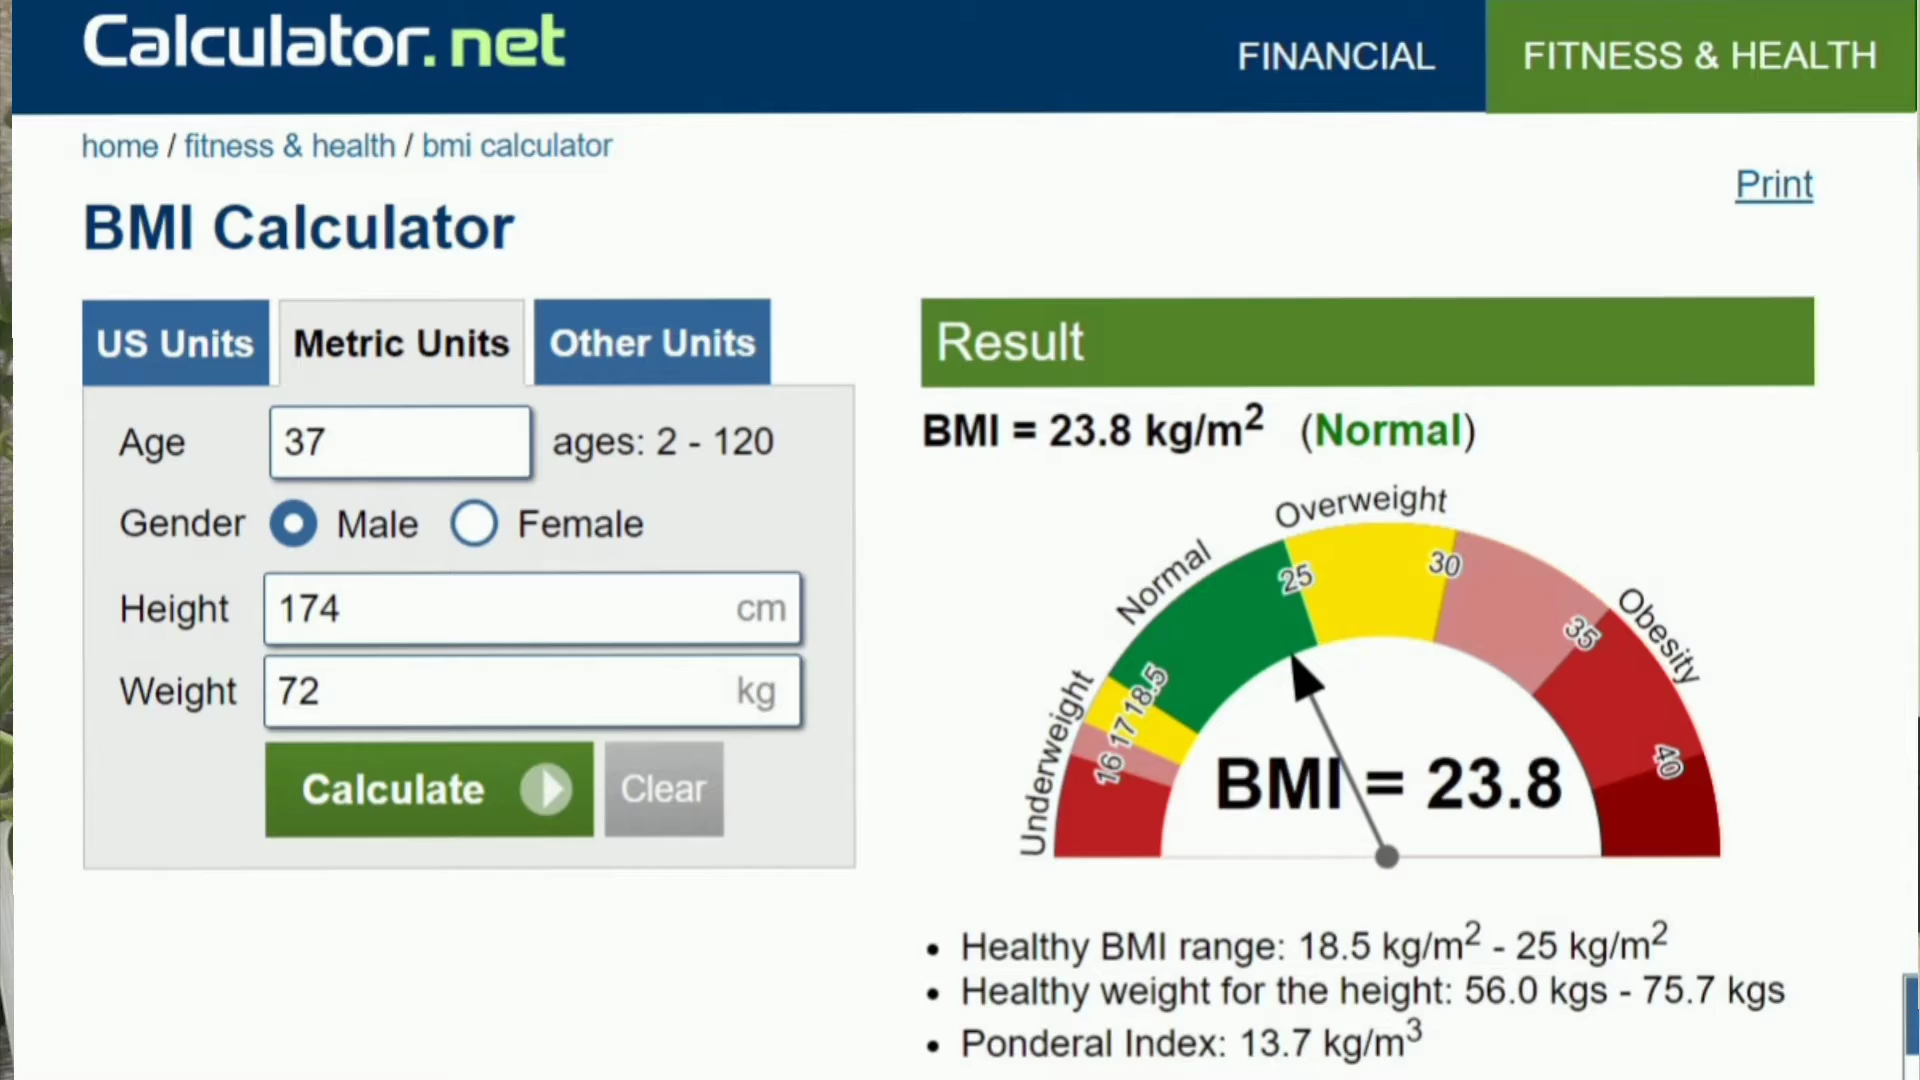 Calculator.net
FINANCIAL
FITNESS & HEALTH
home / fitness & health / bmi calculator
Print
BMI Calculator
US Units
Metric Units
Other Units
Age
37
ages: 2 - 120
Gender
Male
Female
Height
174
cm
Weight
72
kg
Calculate
Clear
Result
BMI = 23.8 kg/m² (Normal)
Underweight
Normal
Overweight
Obesity
16
17
18.5
25
30
35
40
BMI = 23.8
• Healthy BMI range: 18.5 kg/m² - 25 kg/m²
• Healthy weight for the height: 56.0 kgs - 75.7 kgs
• Ponderal Index: 13.7 kg/m³